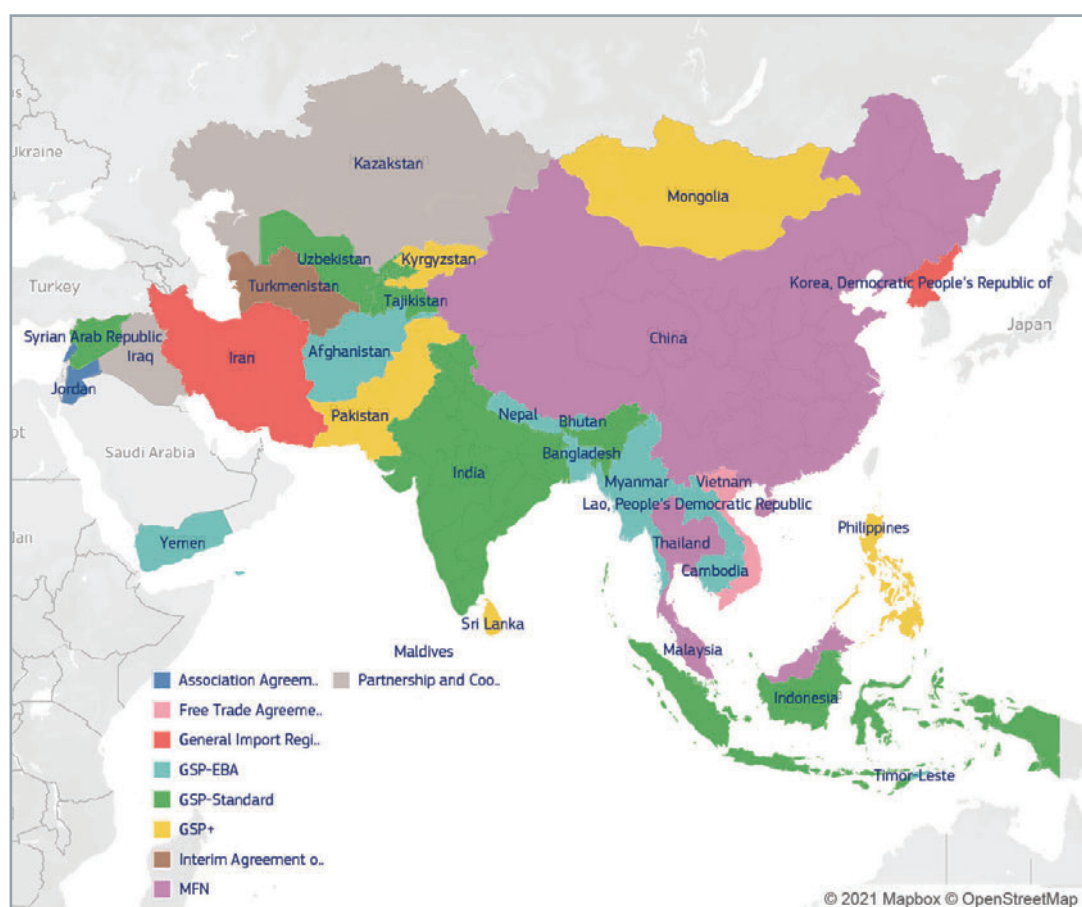 Ukraine
Kazakstan
Mongolia
Uzbekistan
Kyrgyzstan
Turkmenistan
Tajikistan
Korea, Democratic People's Republic of
Turkey
Japan
Syrian Arab Republic
Iraq
Iran
Afghanistan
China
Jordan
Pakistan
Nepal
Bhutan
Saudi Arabia
Bangladesh
India
Myanmar
Vietnam
Lao, People's Democratic Republic
Yemen
Thailand
Philippines
Cambodia
Sri Lanka
Maldives
Malaysia
Indonesia
Timor-Leste
Association Agreem..
Partnership and Coo..
Free Trade Agreeme..
General Import Regi..
GSP-EBA
GSP-Standard
GSP+
Interim Agreement o..
MFN
© 2021 Mapbox © OpenStreetMap